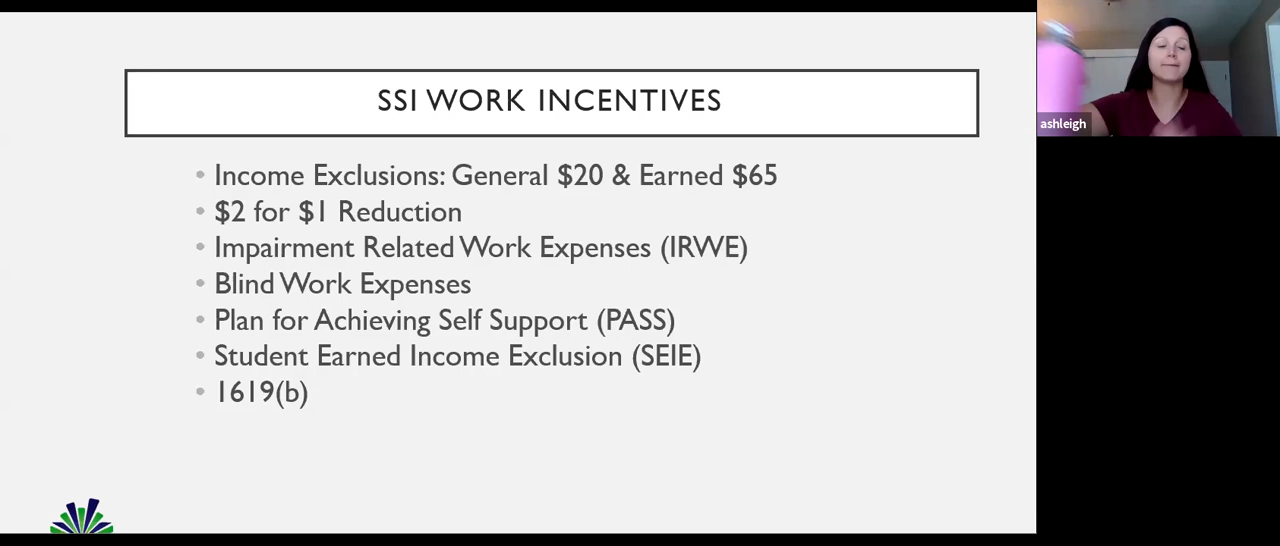 SSI WORK INCENTIVES
• Income Exclusions: General $20 & Earned $65
• $2 for $1 Reduction
• Impairment Related Work Expenses (IRWE)
• Blind Work Expenses
• Plan for Achieving Self Support (PASS)
• Student Earned Income Exclusion (SEIE)
• 1619(b)
ashleigh